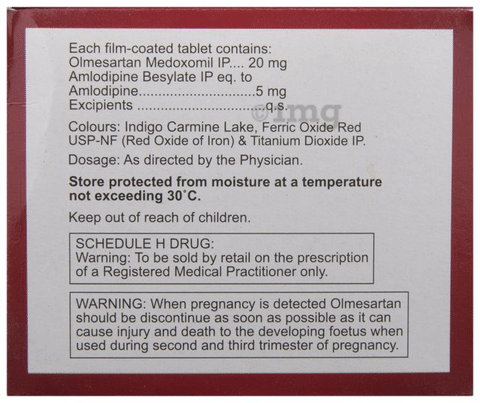 Each film-coated tablet contains:
Olmesartan Medoxomil IP.... 20 mg
Amlodipine Besylate IP eq. to
Amlodipine.............................5 mg
Excipients ................................q.s.
©img
Colours: Indigo Carmine Lake, Ferric Oxide Red
USP-NF (Red Oxide of Iron) & Titanium Dioxide IP.
Dosage: As directed by the Physician.
Store protected from moisture at a temperature
not exceeding 30°C.
Keep out of reach of children.
SCHEDULE H DRUG:
Warning: To be sold by retail on the prescription
of a Registered Medical Practitioner only.
WARNING: When pregnancy is detected Olmesartan
should be discontinue as soon as possible as it can
cause injury and death to the developing foetus when
used during second and third trimester of pregnancy.